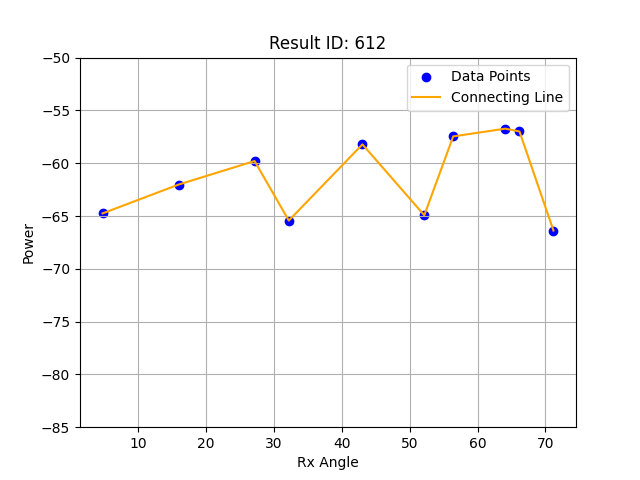 Result ID: 612
Data Points
Connecting Line
Power
−50
−55
−60
−65
−70
−75
−80
−85
10 20 30 40 50 60 70
Rx Angle